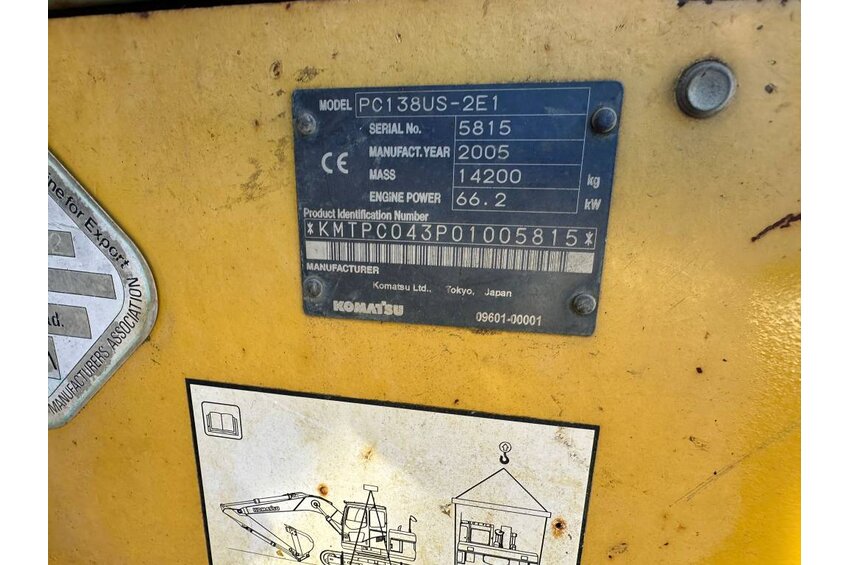 MODEL PC138US-2E1
SERIAL No. 5815
MANUFACT.YEAR 2005
CE
MASS 14200 kg
ENGINE POWER 66.2 kW
Product Identification Number
*KMTPC043P01005815*
MANUFACTURER
Komatsu Ltd., Tokyo, Japan
KOMATSU
09601-00001
for Export
MANUFACTURERS ASSOCIATION
KOMATSU